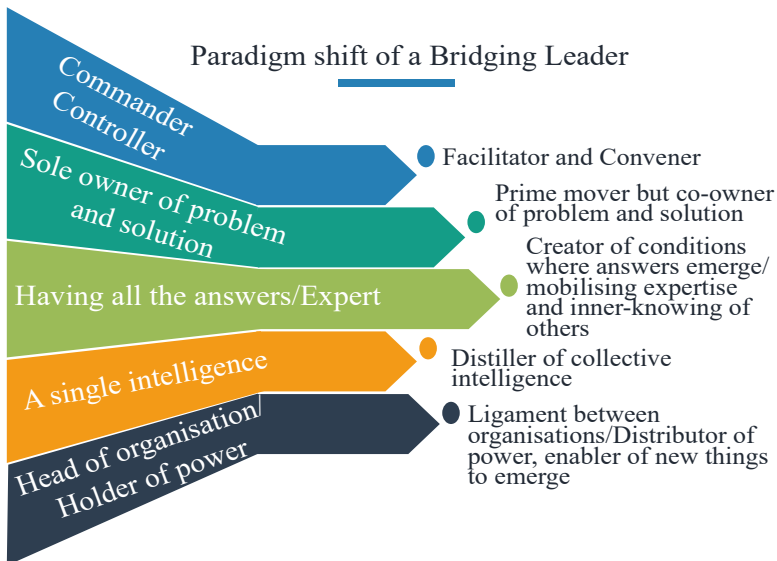 Paradigm shift of a Bridging Leader
Commander
Controller
Facilitator and Convener
Sole owner of problem
and solution
Prime mover but co-owner
of problem and solution
Having all the answers/Expert
Creator of conditions
where answers emerge/
mobilising expertise
and inner-knowing of
others
A single intelligence
Distiller of collective
intelligence
Head of organisation/
Holder of power
Ligament between
organisations/Distributor of
power, enabler of new things
to emerge